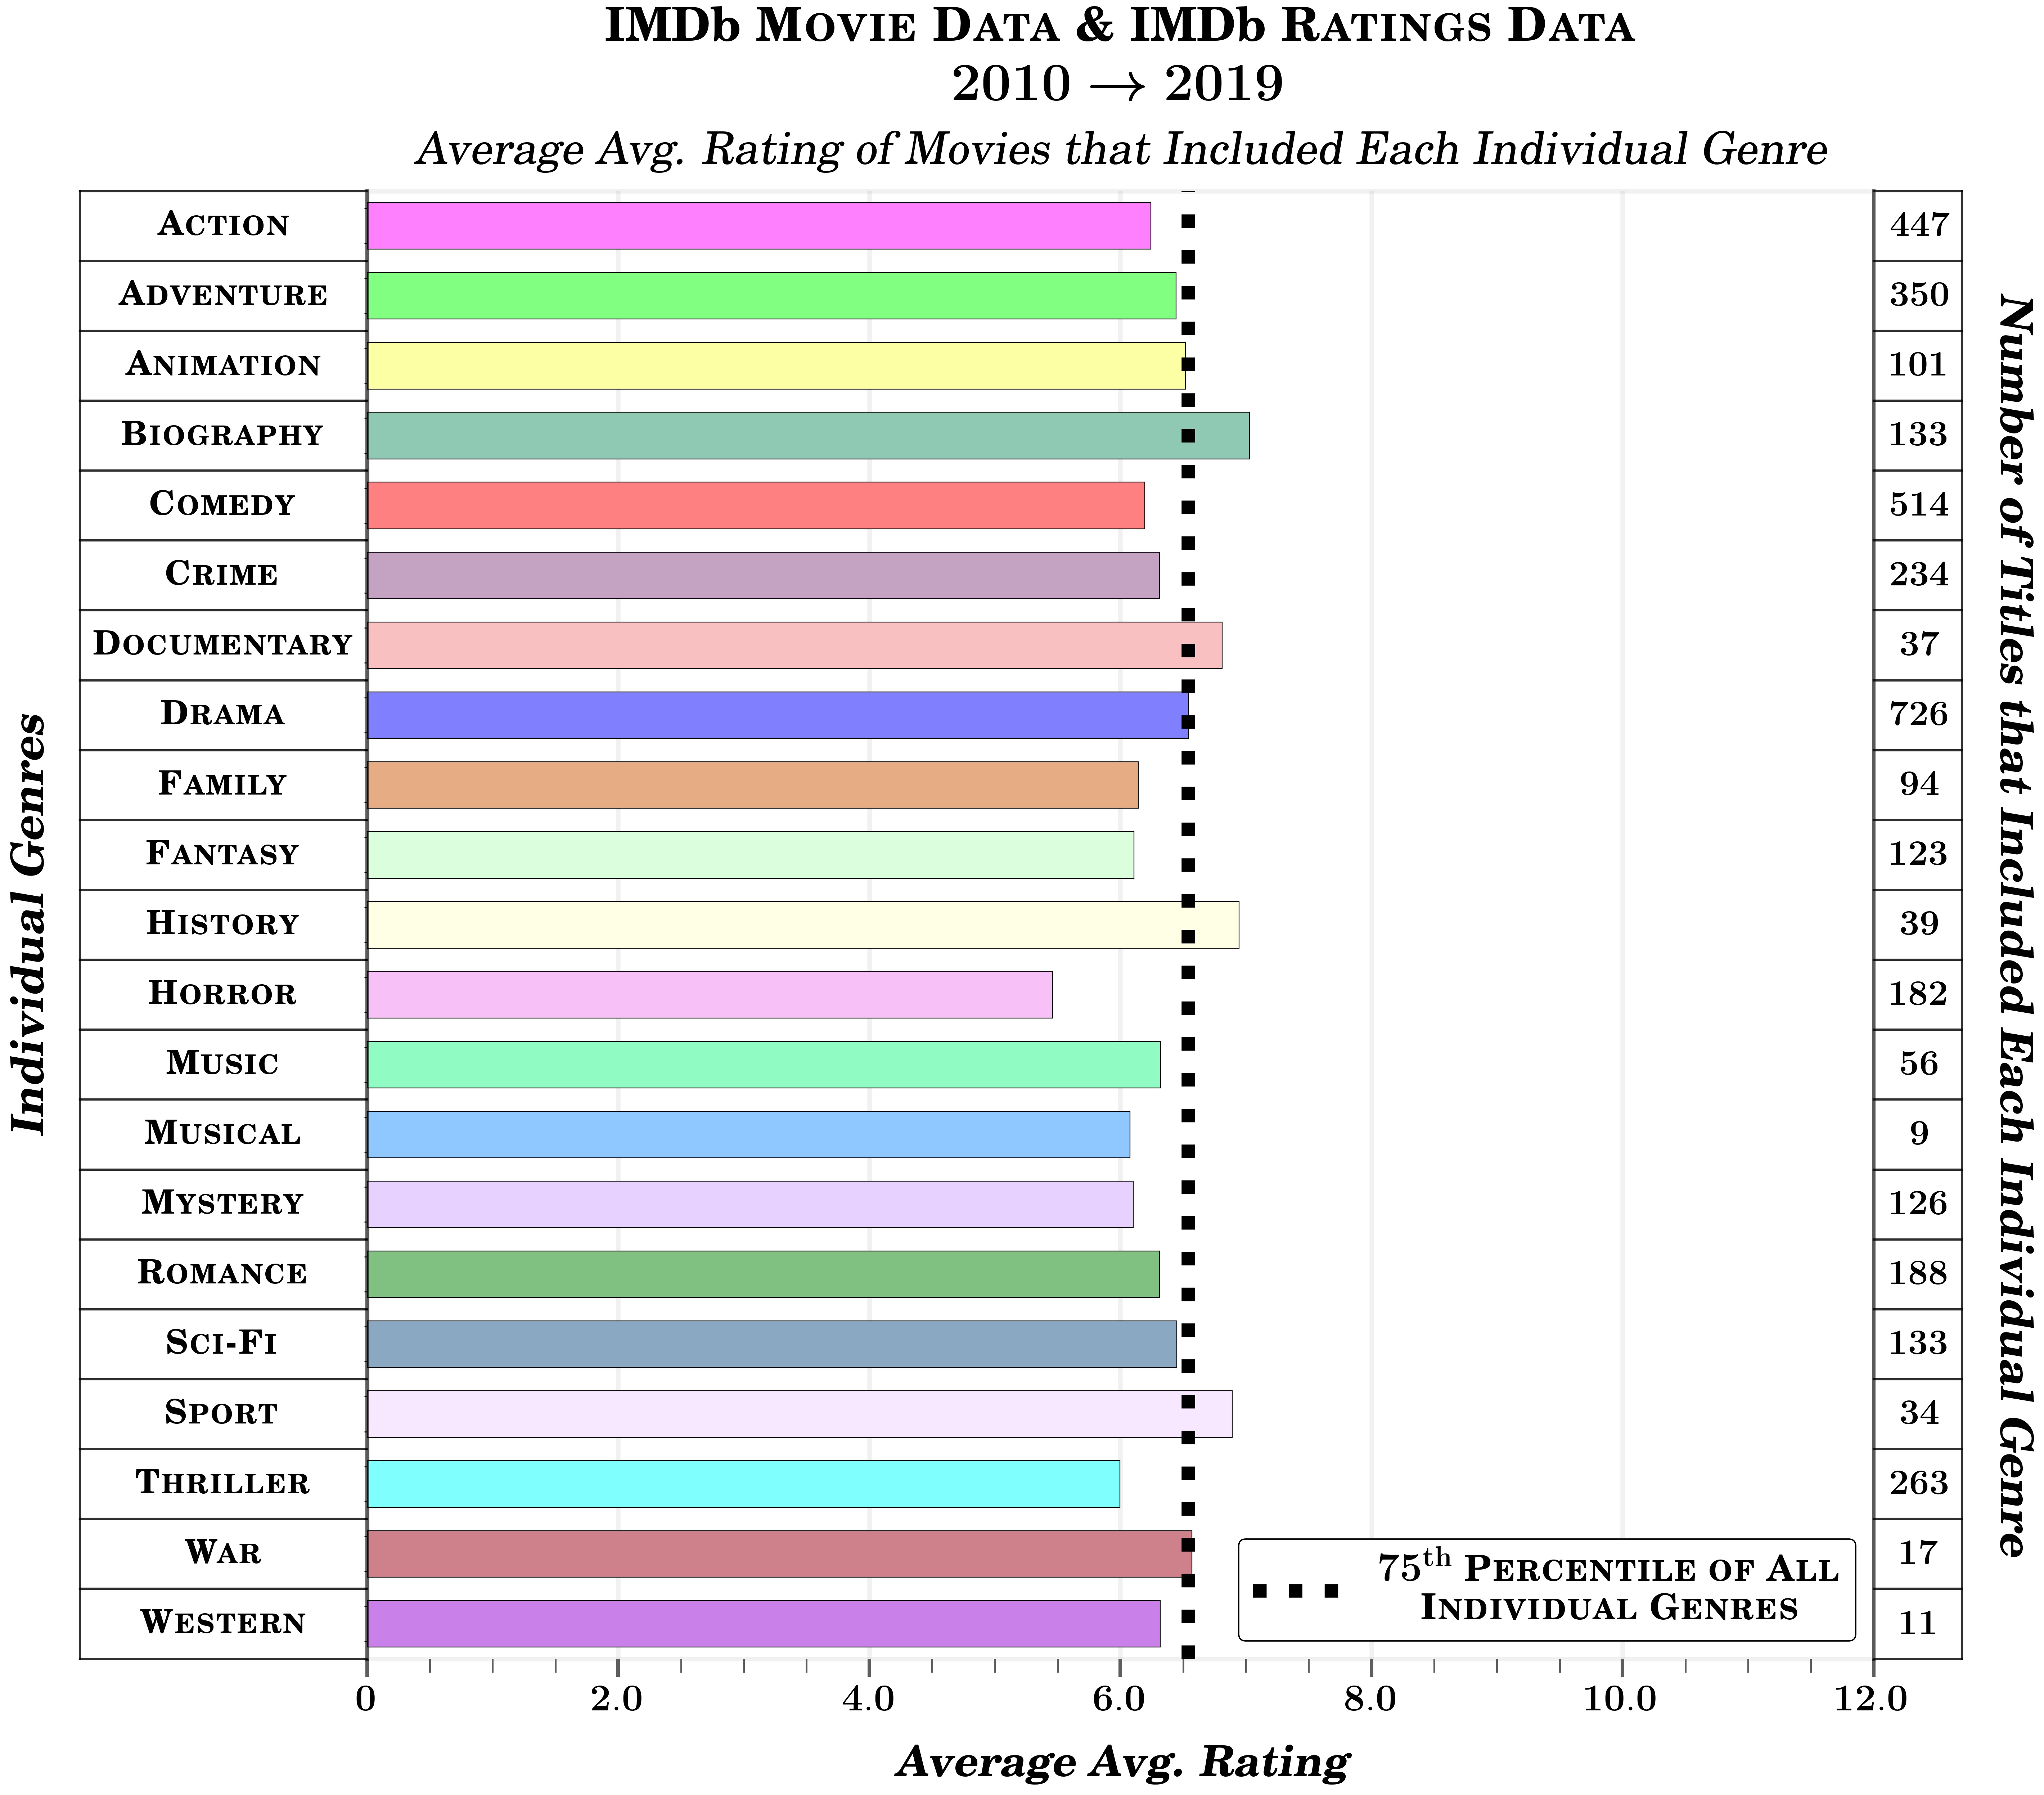 IMDb Movie Data & IMDb Ratings Data
2010 → 2019
Average Avg. Rating of Movies that Included Each Individual Genre
Individual Genres
Action 447
Adventure 350
Animation 101
Biography 133
Comedy 514
Crime 234
Documentary 37
Drama 726
Family 94
Fantasy 123
History 39
Horror 182
Music 56
Musical 9
Mystery 126
Romance 188
Sci-Fi 133
Sport 34
Thriller 263
War 17
Western 11
Number of Titles that Included Each Individual Genre
75th Percentile of All
Individual Genres
0 2.0 4.0 6.0 8.0 10.0 12.0
Average Avg. Rating